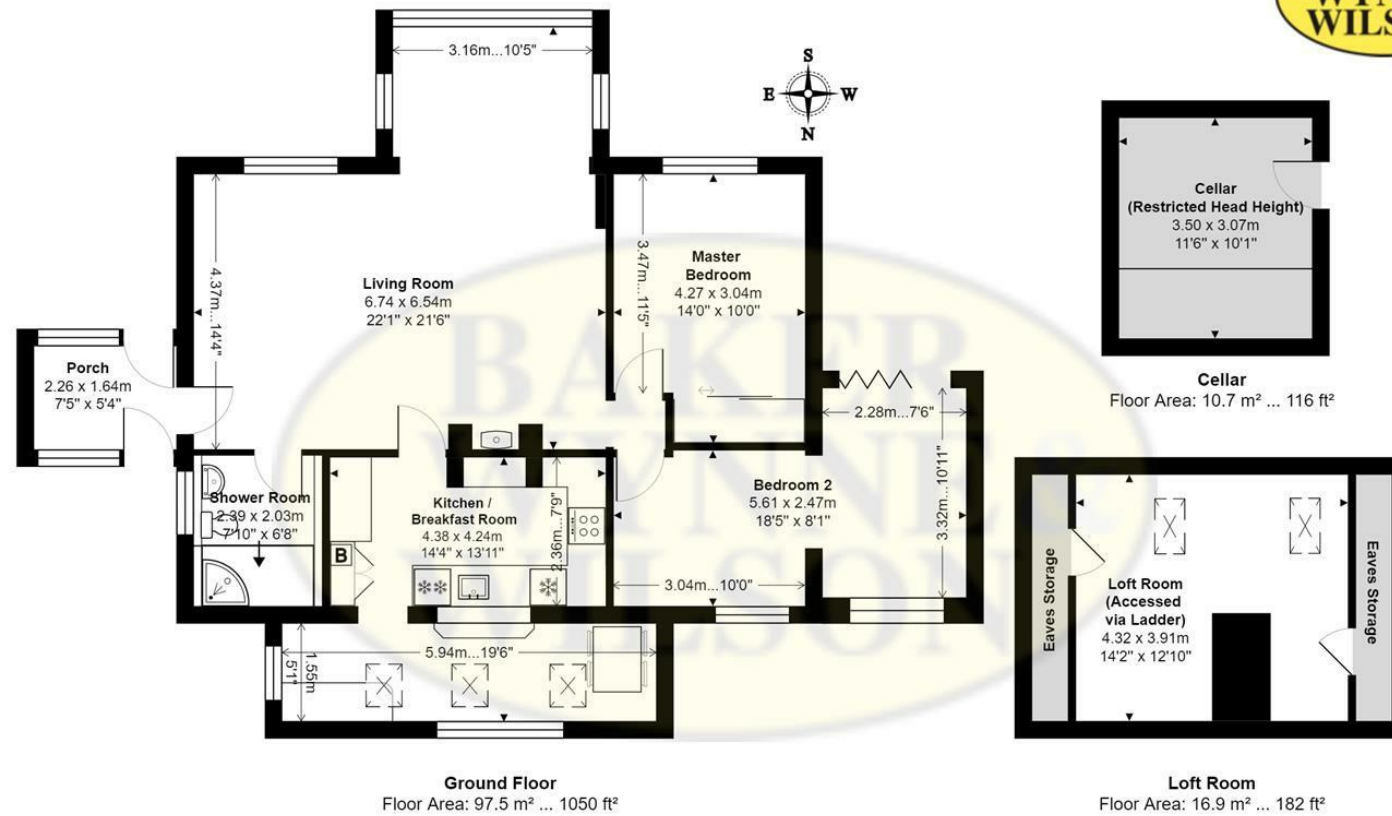 WILS
3.16m...10'5"
S
E W
N
4.37m...14'4"
Living Room
6.74 x 6.54m
22'1" x 21'6"
3.47m...11'5"
Master
Bedroom
4.27 x 3.04m
14'0" x 10'0"
Porch
2.26 x 1.64m
7'5" x 5'4"
Shower Room
2.39 x 2.03m
7'10" x 6'8"
Kitchen /
Breakfast Room
4.38 x 4.24m
14'4" x 13'11"
B
2.36m...7'9"
Bedroom 2
5.61 x 2.47m
18'5" x 8'1"
3.04m...10'0"
2.28m...7'6"
3.32m...10'11"
5.94m...19'6"
1.55m
5'1"
BAKER
WYNNE &
WILSON
Ground Floor
Floor Area: 97.5 m² ... 1050 ft²
Cellar
(Restricted Head Height)
3.50 x 3.07m
11'6" x 10'1"
Cellar
Floor Area: 10.7 m² ... 116 ft²
Eaves Storage
Loft Room
(Accessed
via Ladder)
4.32 x 3.91m
14'2" x 12'10"
Eaves Storage
Loft Room
Floor Area: 16.9 m² ... 182 ft²